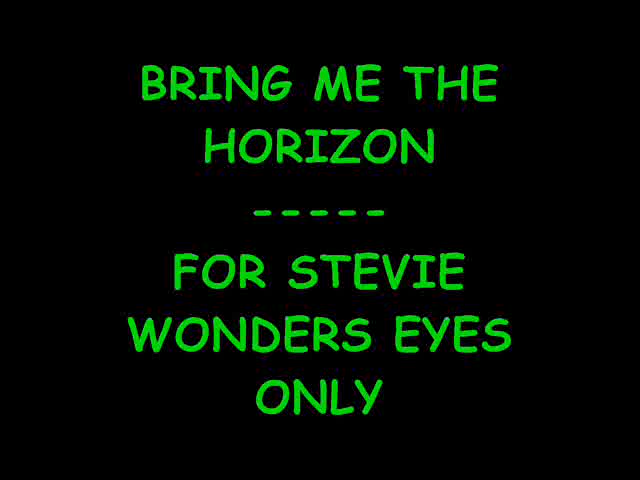 BRING ME THE
HORIZON
-----
FOR STEVIE
WONDERS EYES
ONLY